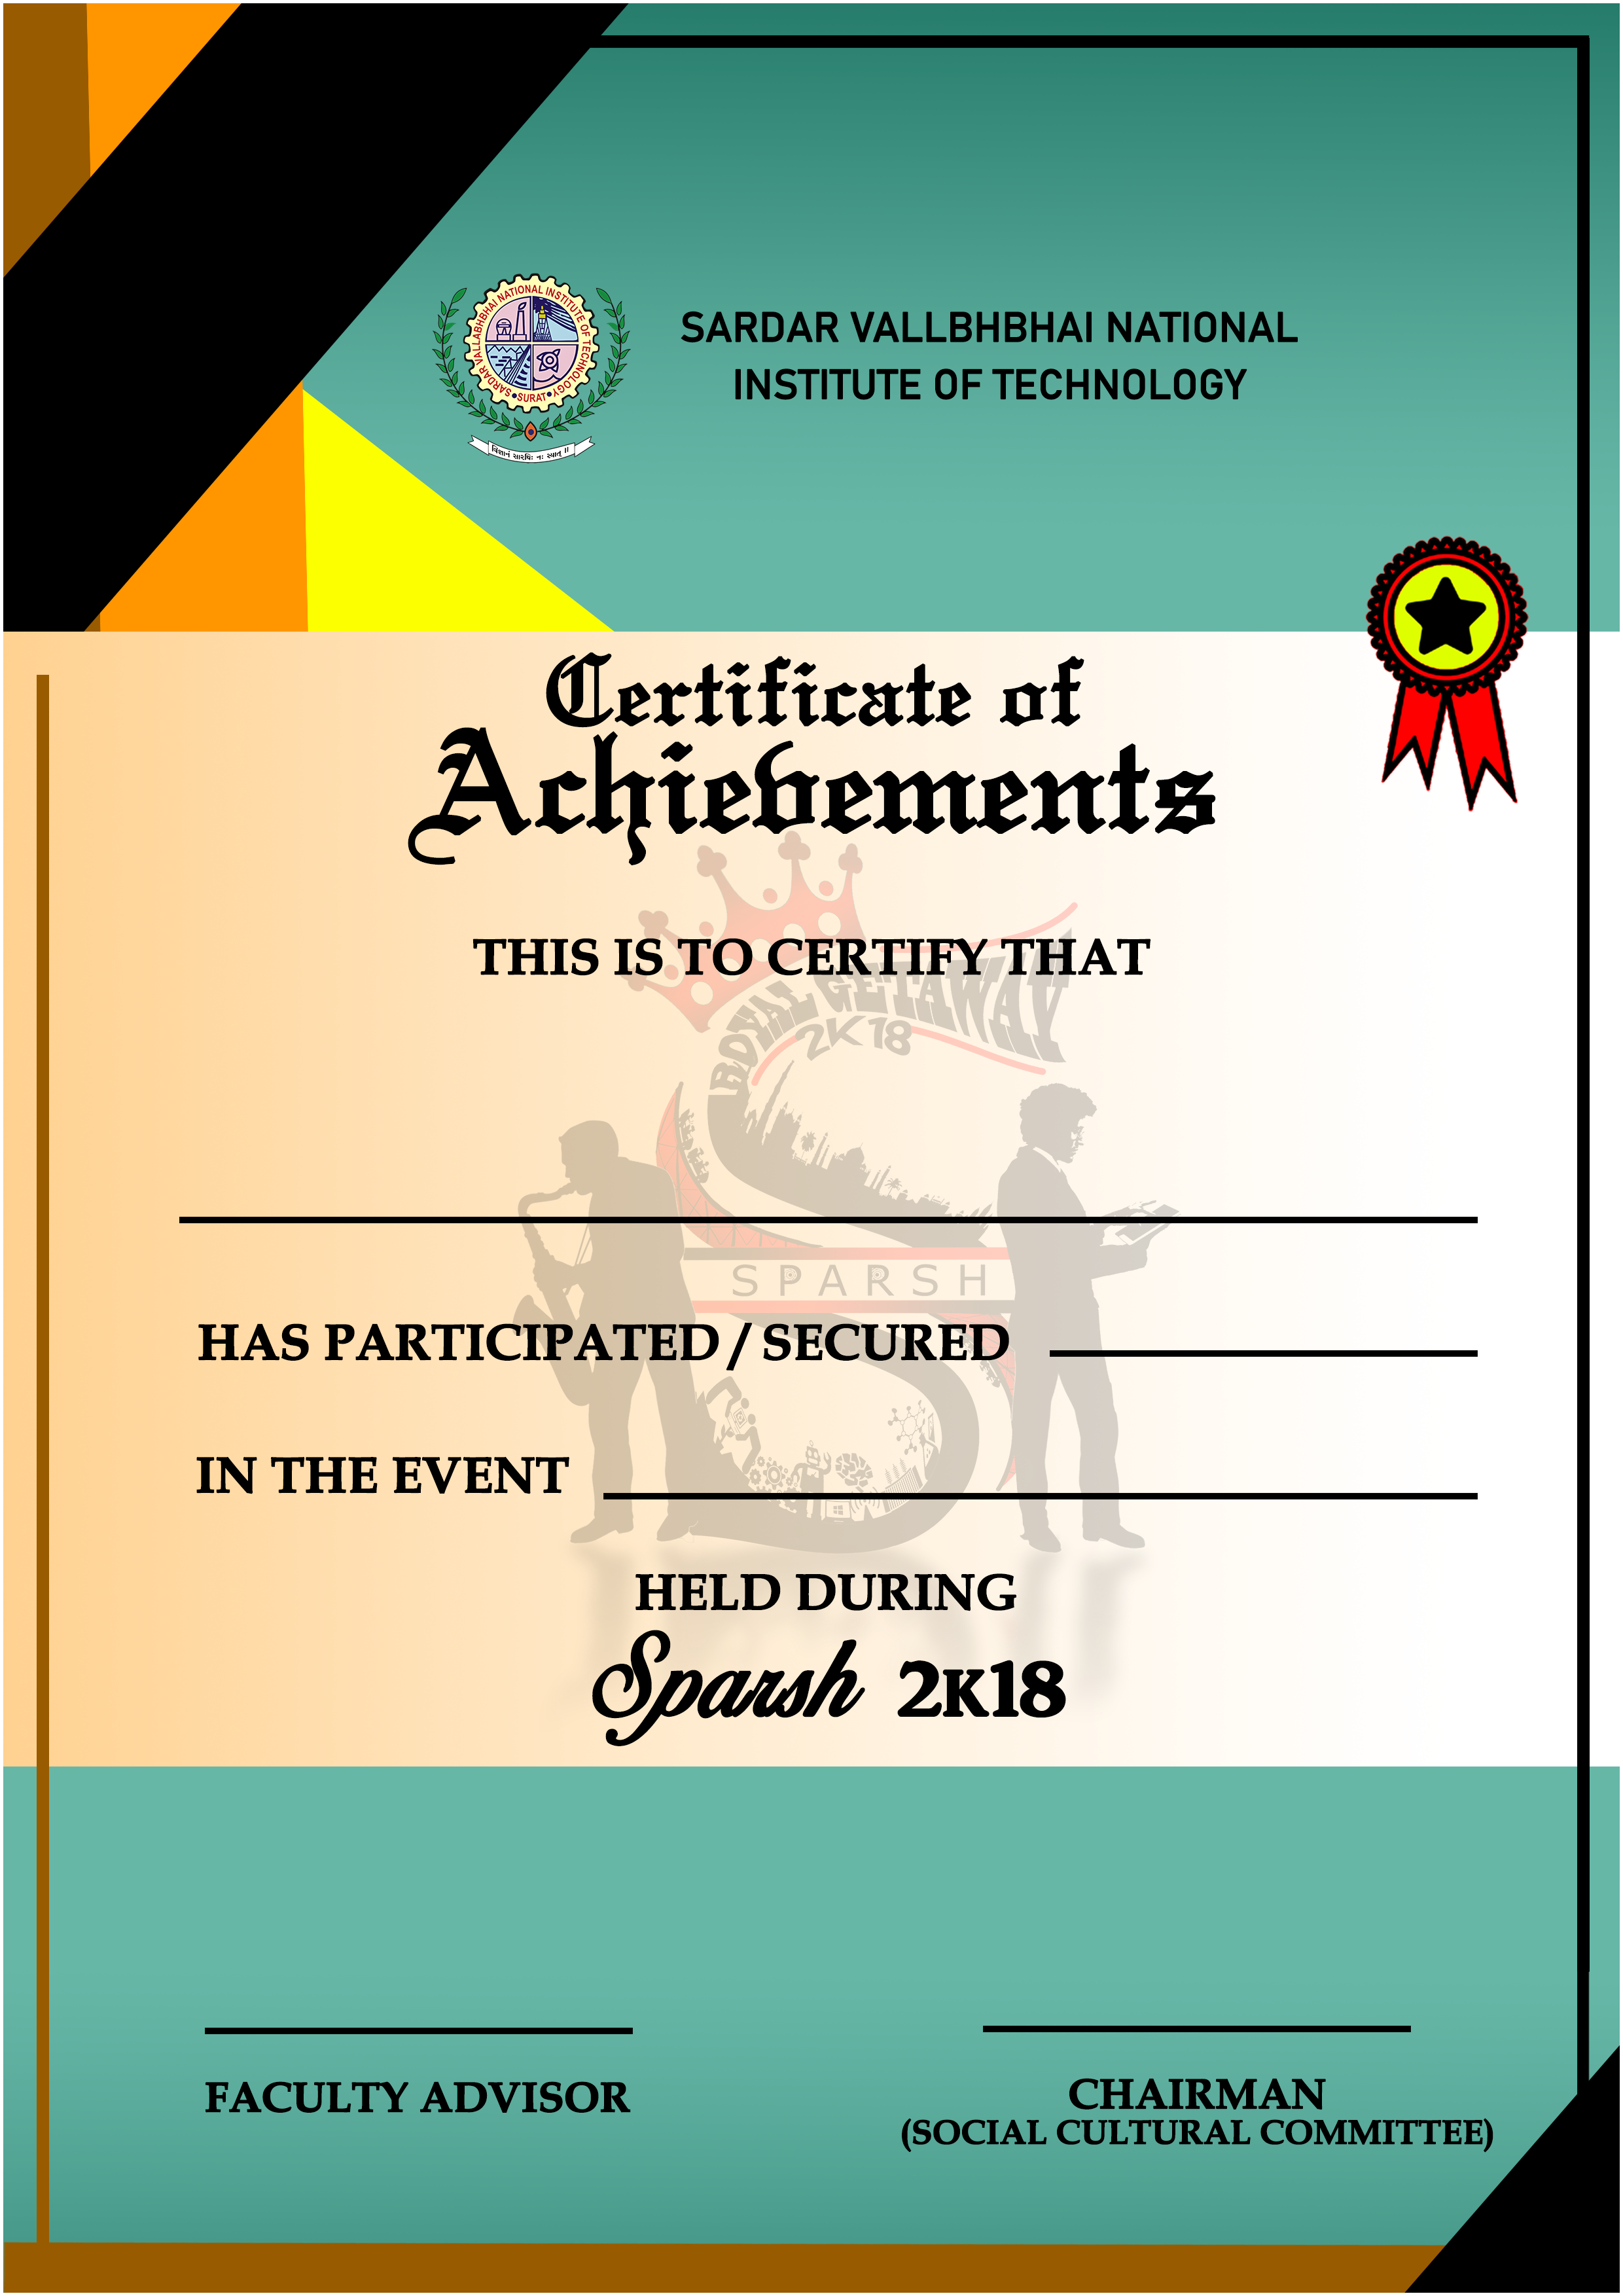 SARDAR VALLABHBHAI NATIONAL INSTITUTE OF TECHNOLOGY
SURAT
SARDAR VALLBHBHAI NATIONAL
INSTITUTE OF TECHNOLOGY
Certificate of
Achievements
THIS IS TO CERTIFY THAT
ROYAL GETAWAY
2K18
SPARSH
HAS PARTICIPATED / SECURED
IN THE EVENT
HELD DURING
Sparsh 2K18
FACULTY ADVISOR
CHAIRMAN
(SOCIAL CULTURAL COMMITTEE)